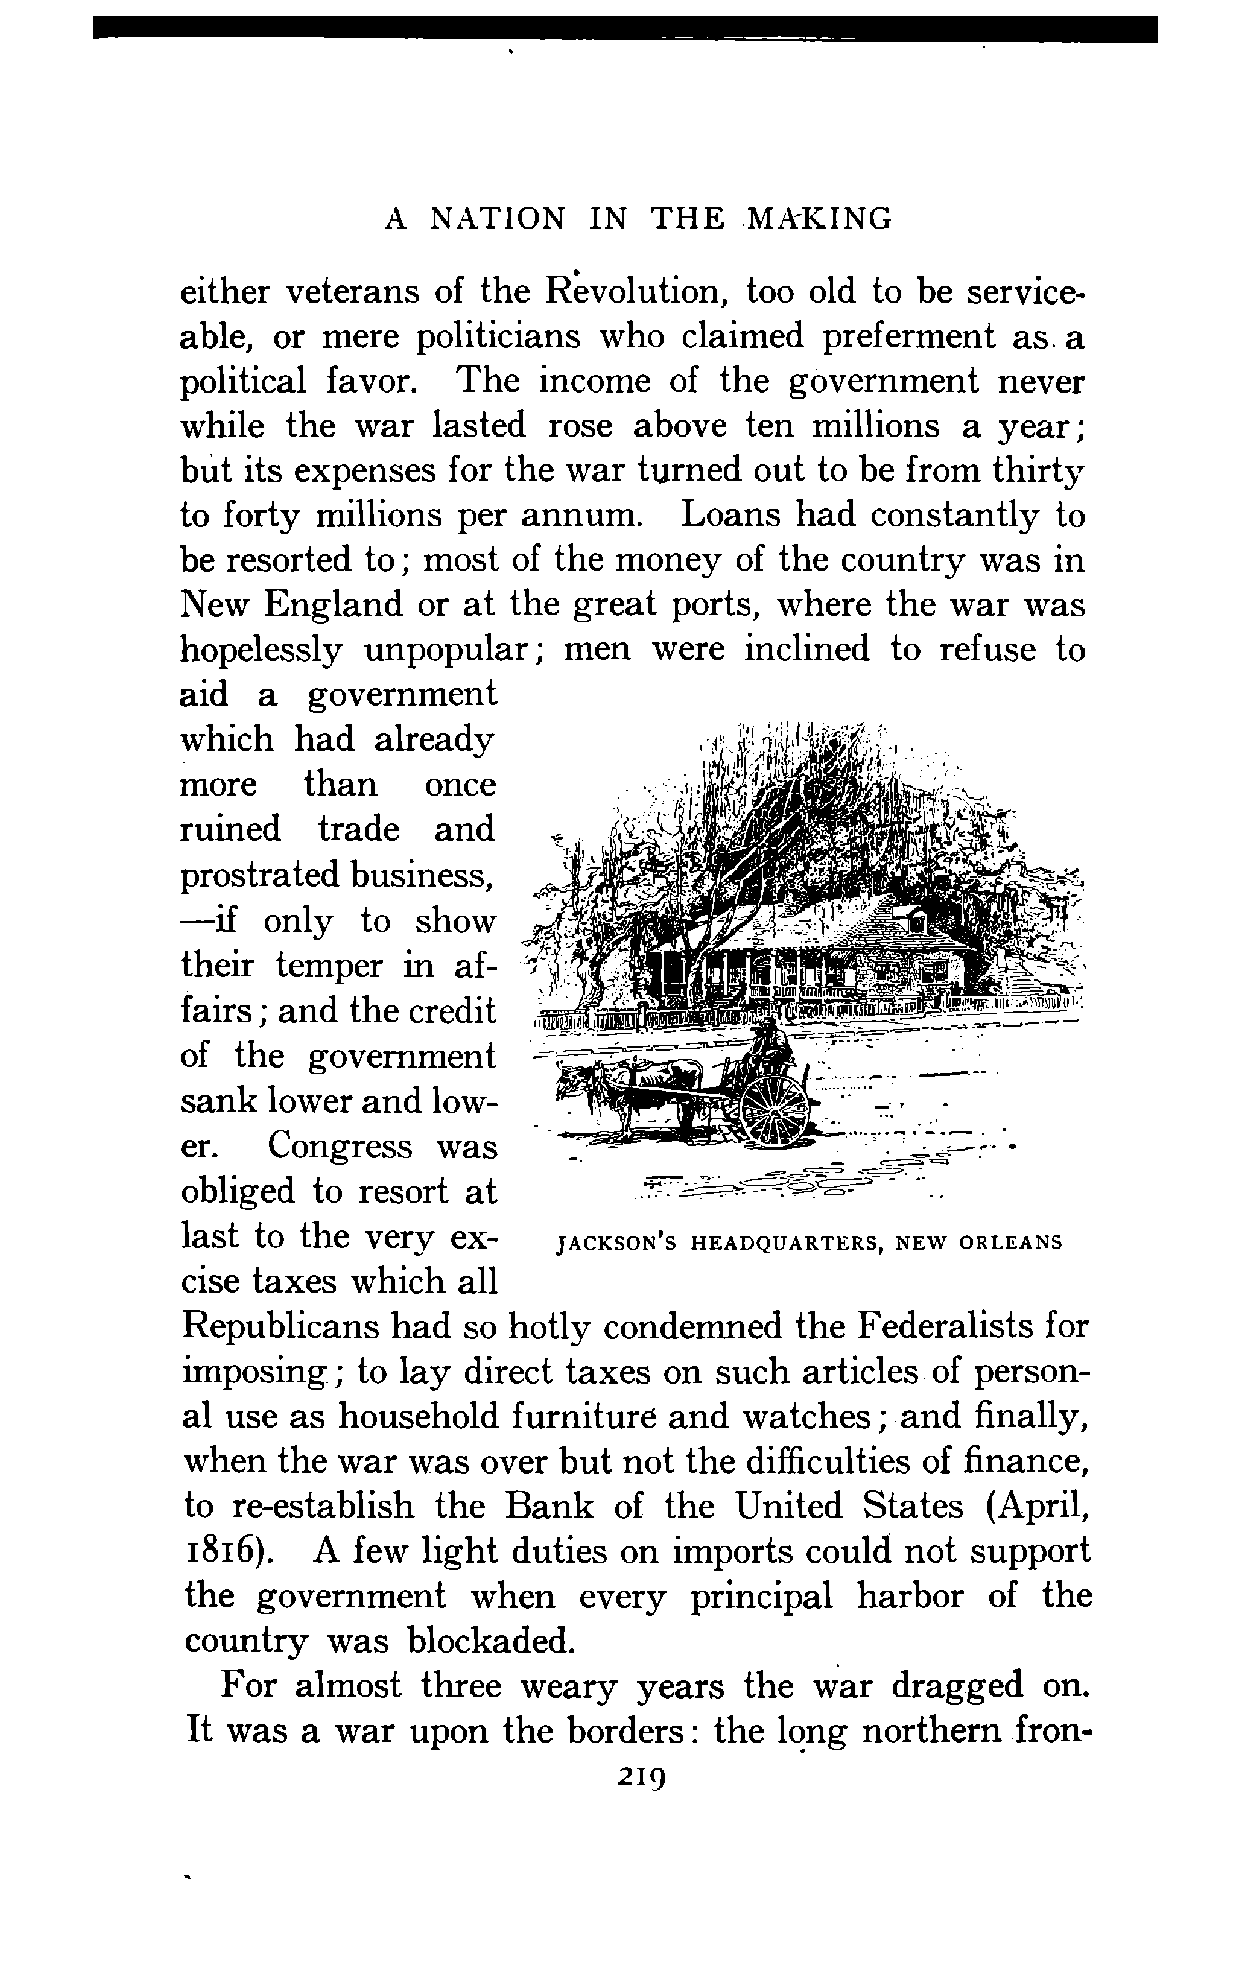 A NATION IN THE MAKING
either veterans of the Revolution, too old to be service-
able, or mere politicians who claimed preferment as a
political favor. The income of the government never
while the war lasted rose above ten millions a year;
but its expenses for the war turned out to be from thirty
to forty millions per annum. Loans had constantly to
be resorted to; most of the money of the country was in
New England or at the great ports, where the war was
hopelessly unpopular; men were inclined to refuse to
aid a government
which had already
more than once
ruined trade and
prostrated business,
—if only to show
their temper in af-
fairs; and the credit
of the government
sank lower and low-
er. Congress was
obliged to resort at
last to the very ex-
cise taxes which all
JACKSON'S HEADQUARTERS, NEW ORLEANS
Republicans had so hotly condemned the Federalists for
imposing; to lay direct taxes on such articles of person-
al use as household furniture and watches; and finally,
when the war was over but not the difficulties of finance,
to re-establish the Bank of the United States (April,
1816). A few light duties on imports could not support
the government when every principal harbor of the
country was blockaded.
For almost three weary years the war dragged on.
It was a war upon the borders: the long northern fron-
219